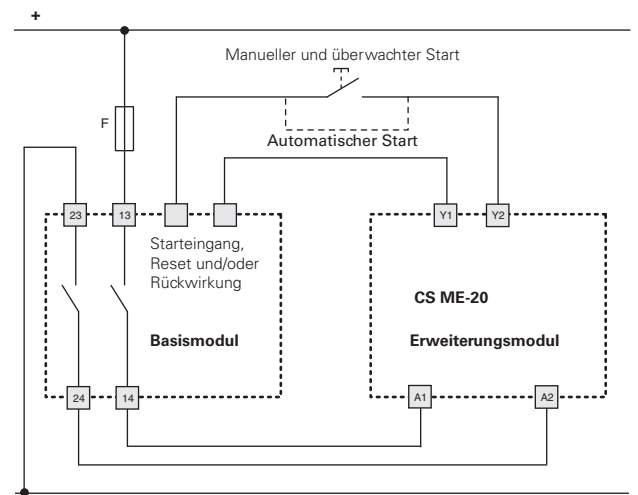 +
Manueller und überwachter Start
F
Automatischer Start
23
13
Y1
Y2
Starteingang,
Reset und/oder
Rückwirkung
CS ME-20
Basismodul
Erweiterungsmodul
24
14
A1
A2